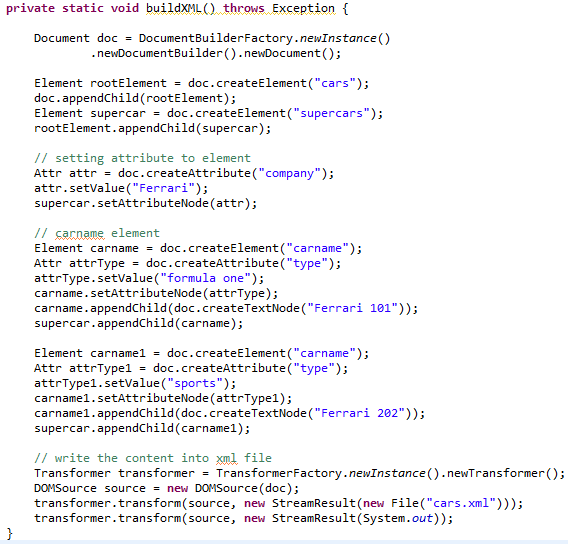 private static void buildXML() throws Exception {
Document doc = DocumentBuilderFactory.newInstance()
.newDocumentBuilder().newDocument();
Element rootElement = doc.createElement("cars");
doc.appendChild(rootElement);
Element supercar = doc.createElement("supercars");
rootElement.appendChild(supercar);
// setting attribute to element
Attr attr = doc.createAttribute("company");
attr.setValue("Ferrari");
supercar.setAttributeNode(attr);
// carname element
Element carname = doc.createElement("carname");
Attr attrType = doc.createAttribute("type");
attrType.setValue("formula one");
carname.setAttributeNode(attrType);
carname.appendChild(doc.createTextNode("Ferrari 101"));
supercar.appendChild(carname);
Element carname1 = doc.createElement("carname");
Attr attrType1 = doc.createAttribute("type");
attrType1.setValue("sports");
carname1.setAttributeNode(attrType1);
carname1.appendChild(doc.createTextNode("Ferrari 202"));
supercar.appendChild(carname1);
// write the content into xml file
Transformer transformer = TransformerFactory.newInstance().newTransformer();
DOMSource source = new DOMSource(doc);
transformer.transform(source, new StreamResult(new File("cars.xml")));
transformer.transform(source, new StreamResult(System.out));
}